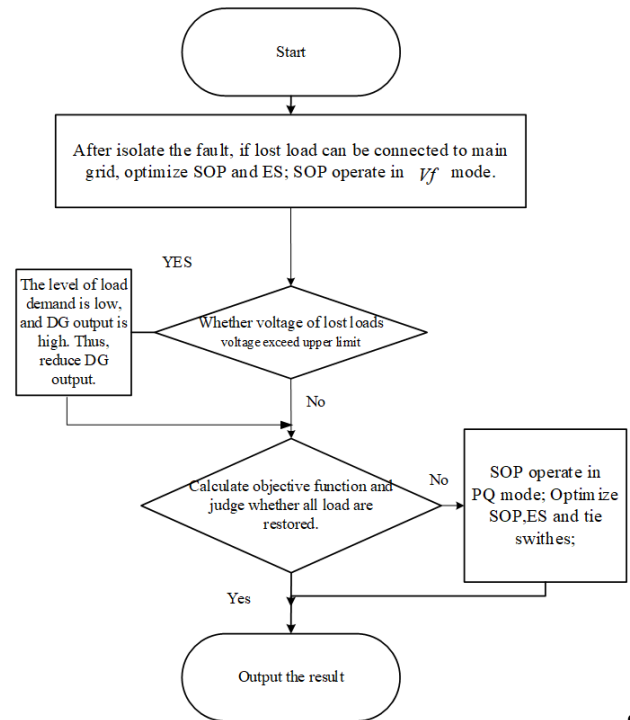 Start
After isolate the fault, if lost load can be connected to main
grid, optimize SOP and ES; SOP operate in Vf mode.
YES
The level of load
demand is low,
and DG output is
high. Thus,
reduce DG
output.
Whether voltage of lost loads
voltage exceed upper limit
No
Calculate objective function and
judge whether all load are
restored.
No
SOP operate in
PQ mode; Optimize
SOP,ES and tie
swithes;
Yes
Output the result